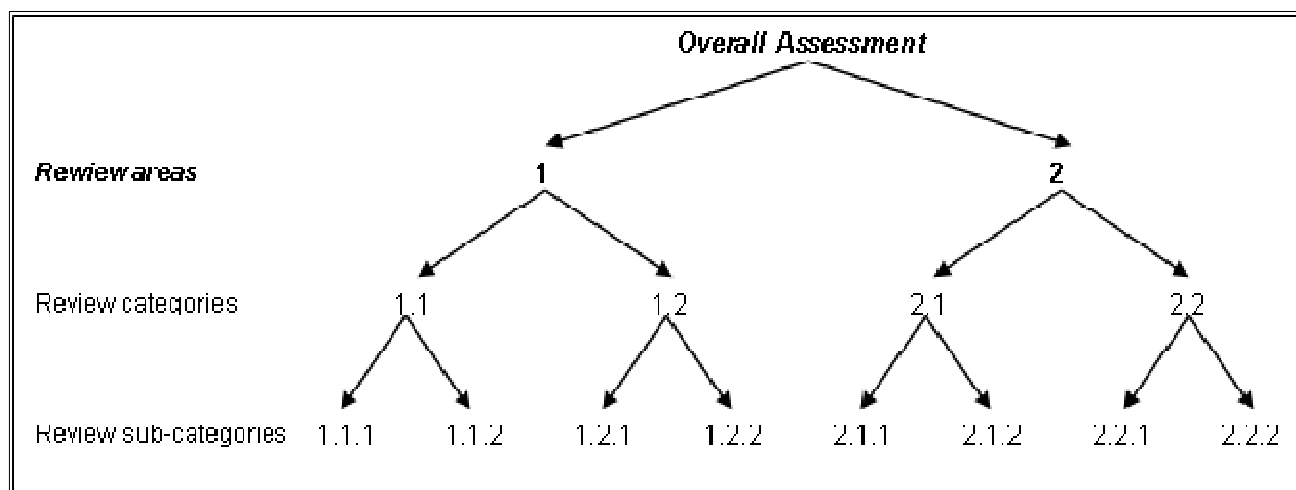 Overall Assessment
Rewiew areas 1 2
Review categories 1.1 1.2 2.1 2.2
Review sub-categories 1.1.1 1.1.2 1.2.1 1.2.2 2.1.1 2.1.2 2.2.1 2.2.2